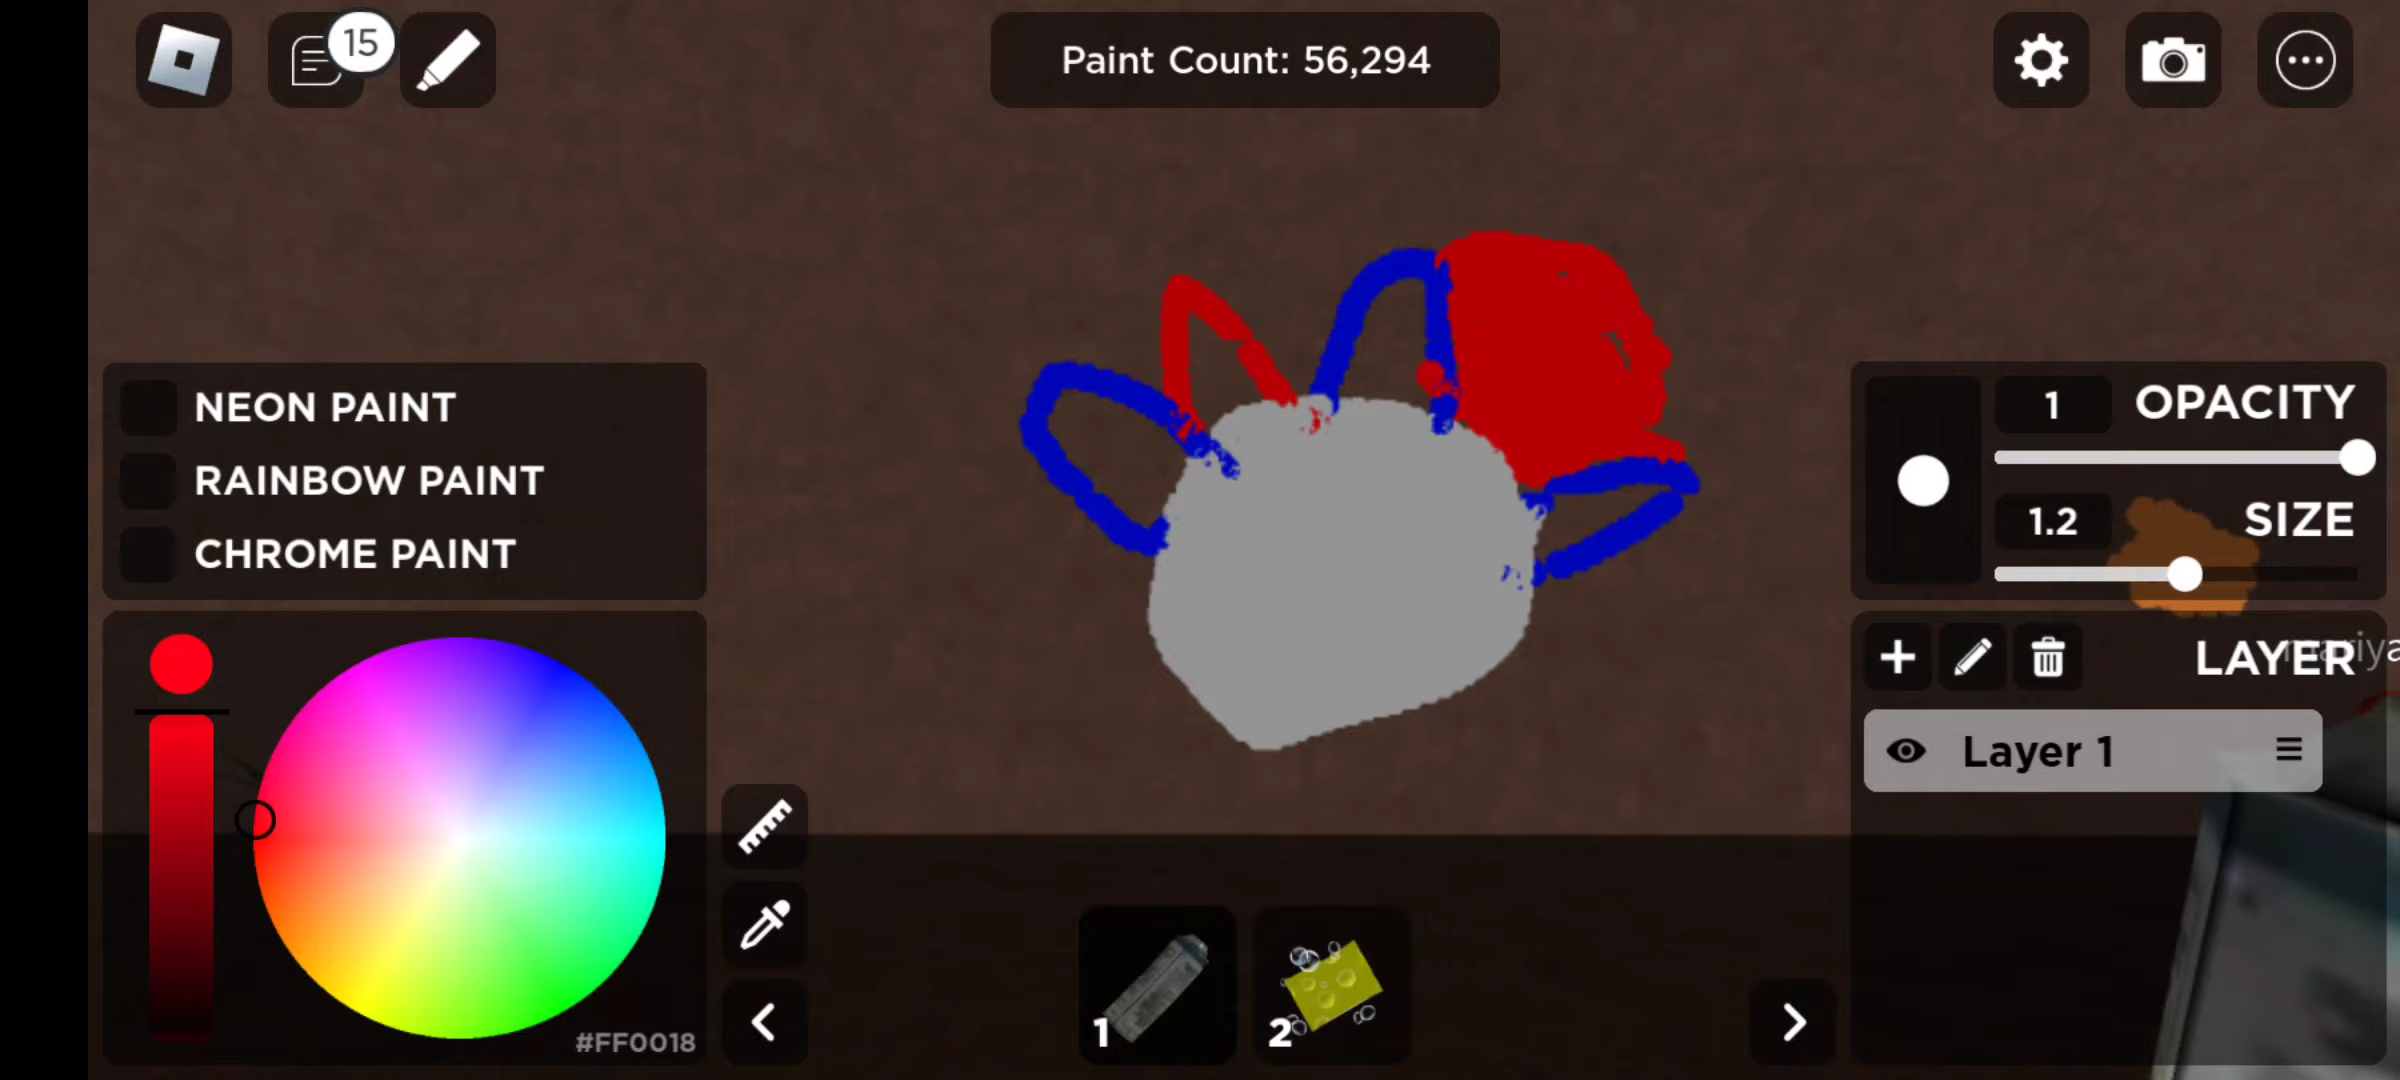 15
Paint Count: 56,294
NEON PAINT
RAINBOW PAINT
CHROME PAINT
#FF0018
1
2
1 OPACITY
1.2 SIZE
LAYER
Layer 1